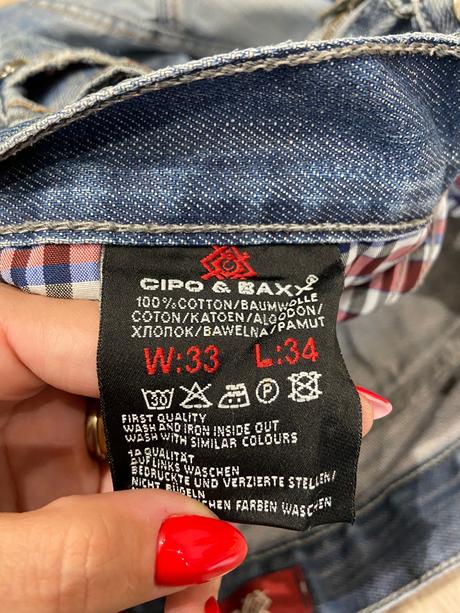 CIPO & BAXX®
100%COTTON/BAUMWOLLE
COTON/KATOEN/ALGODON/
ХЛОПОК/BAWELNA/PAMUT
W:33 L:34
P
FIRST QUALITY
WASH AND IRON INSIDE OUT
WASH WITH SIMILAR COLOURS
1A QUALITÄT
AUF LINKS WASCHEN
BEDRUCKTE UND VERZIERTE STELLEN/
NICHT BÜGELN
FARBEN WASCHEN